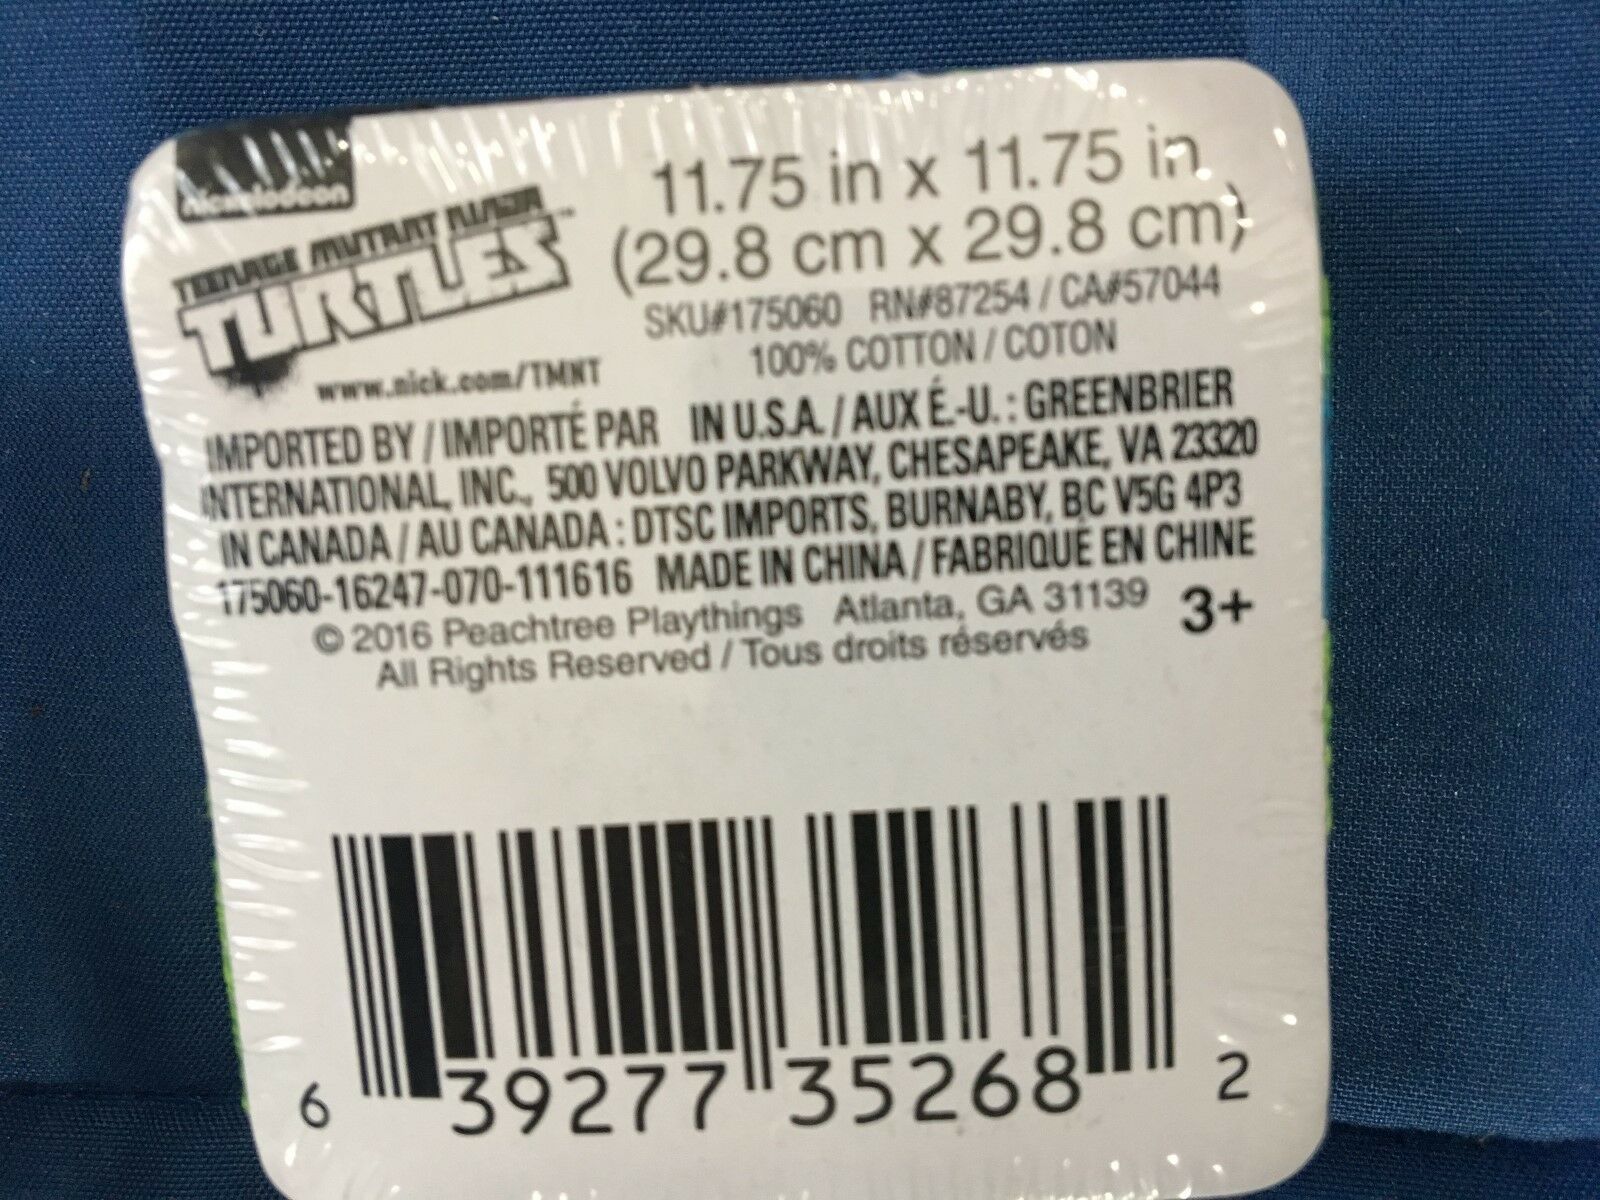 nickelodeon
TEENAGE MUTANT NINJA
TURTLES™
www.nick.com/TMNT
11.75 in x 11.75 in
(29.8 cm x 29.8 cm)
SKU#175060 RN#87254 / CA#57044
100% COTTON / COTON
IMPORTED BY / IMPORTÉ PAR IN U.S.A. / AUX É.-U. : GREENBRIER
INTERNATIONAL, INC., 500 VOLVO PARKWAY, CHESAPEAKE, VA 23320
IN CANADA / AU CANADA : DTSC IMPORTS, BURNABY, BC V5G 4P3
175060-16247-070-111616 MADE IN CHINA / FABRIQUÉ EN CHINE
© 2016 Peachtree Playthings Atlanta, GA 31139
All Rights Reserved / Tous droits réservés
3+
6 39277 35268 2